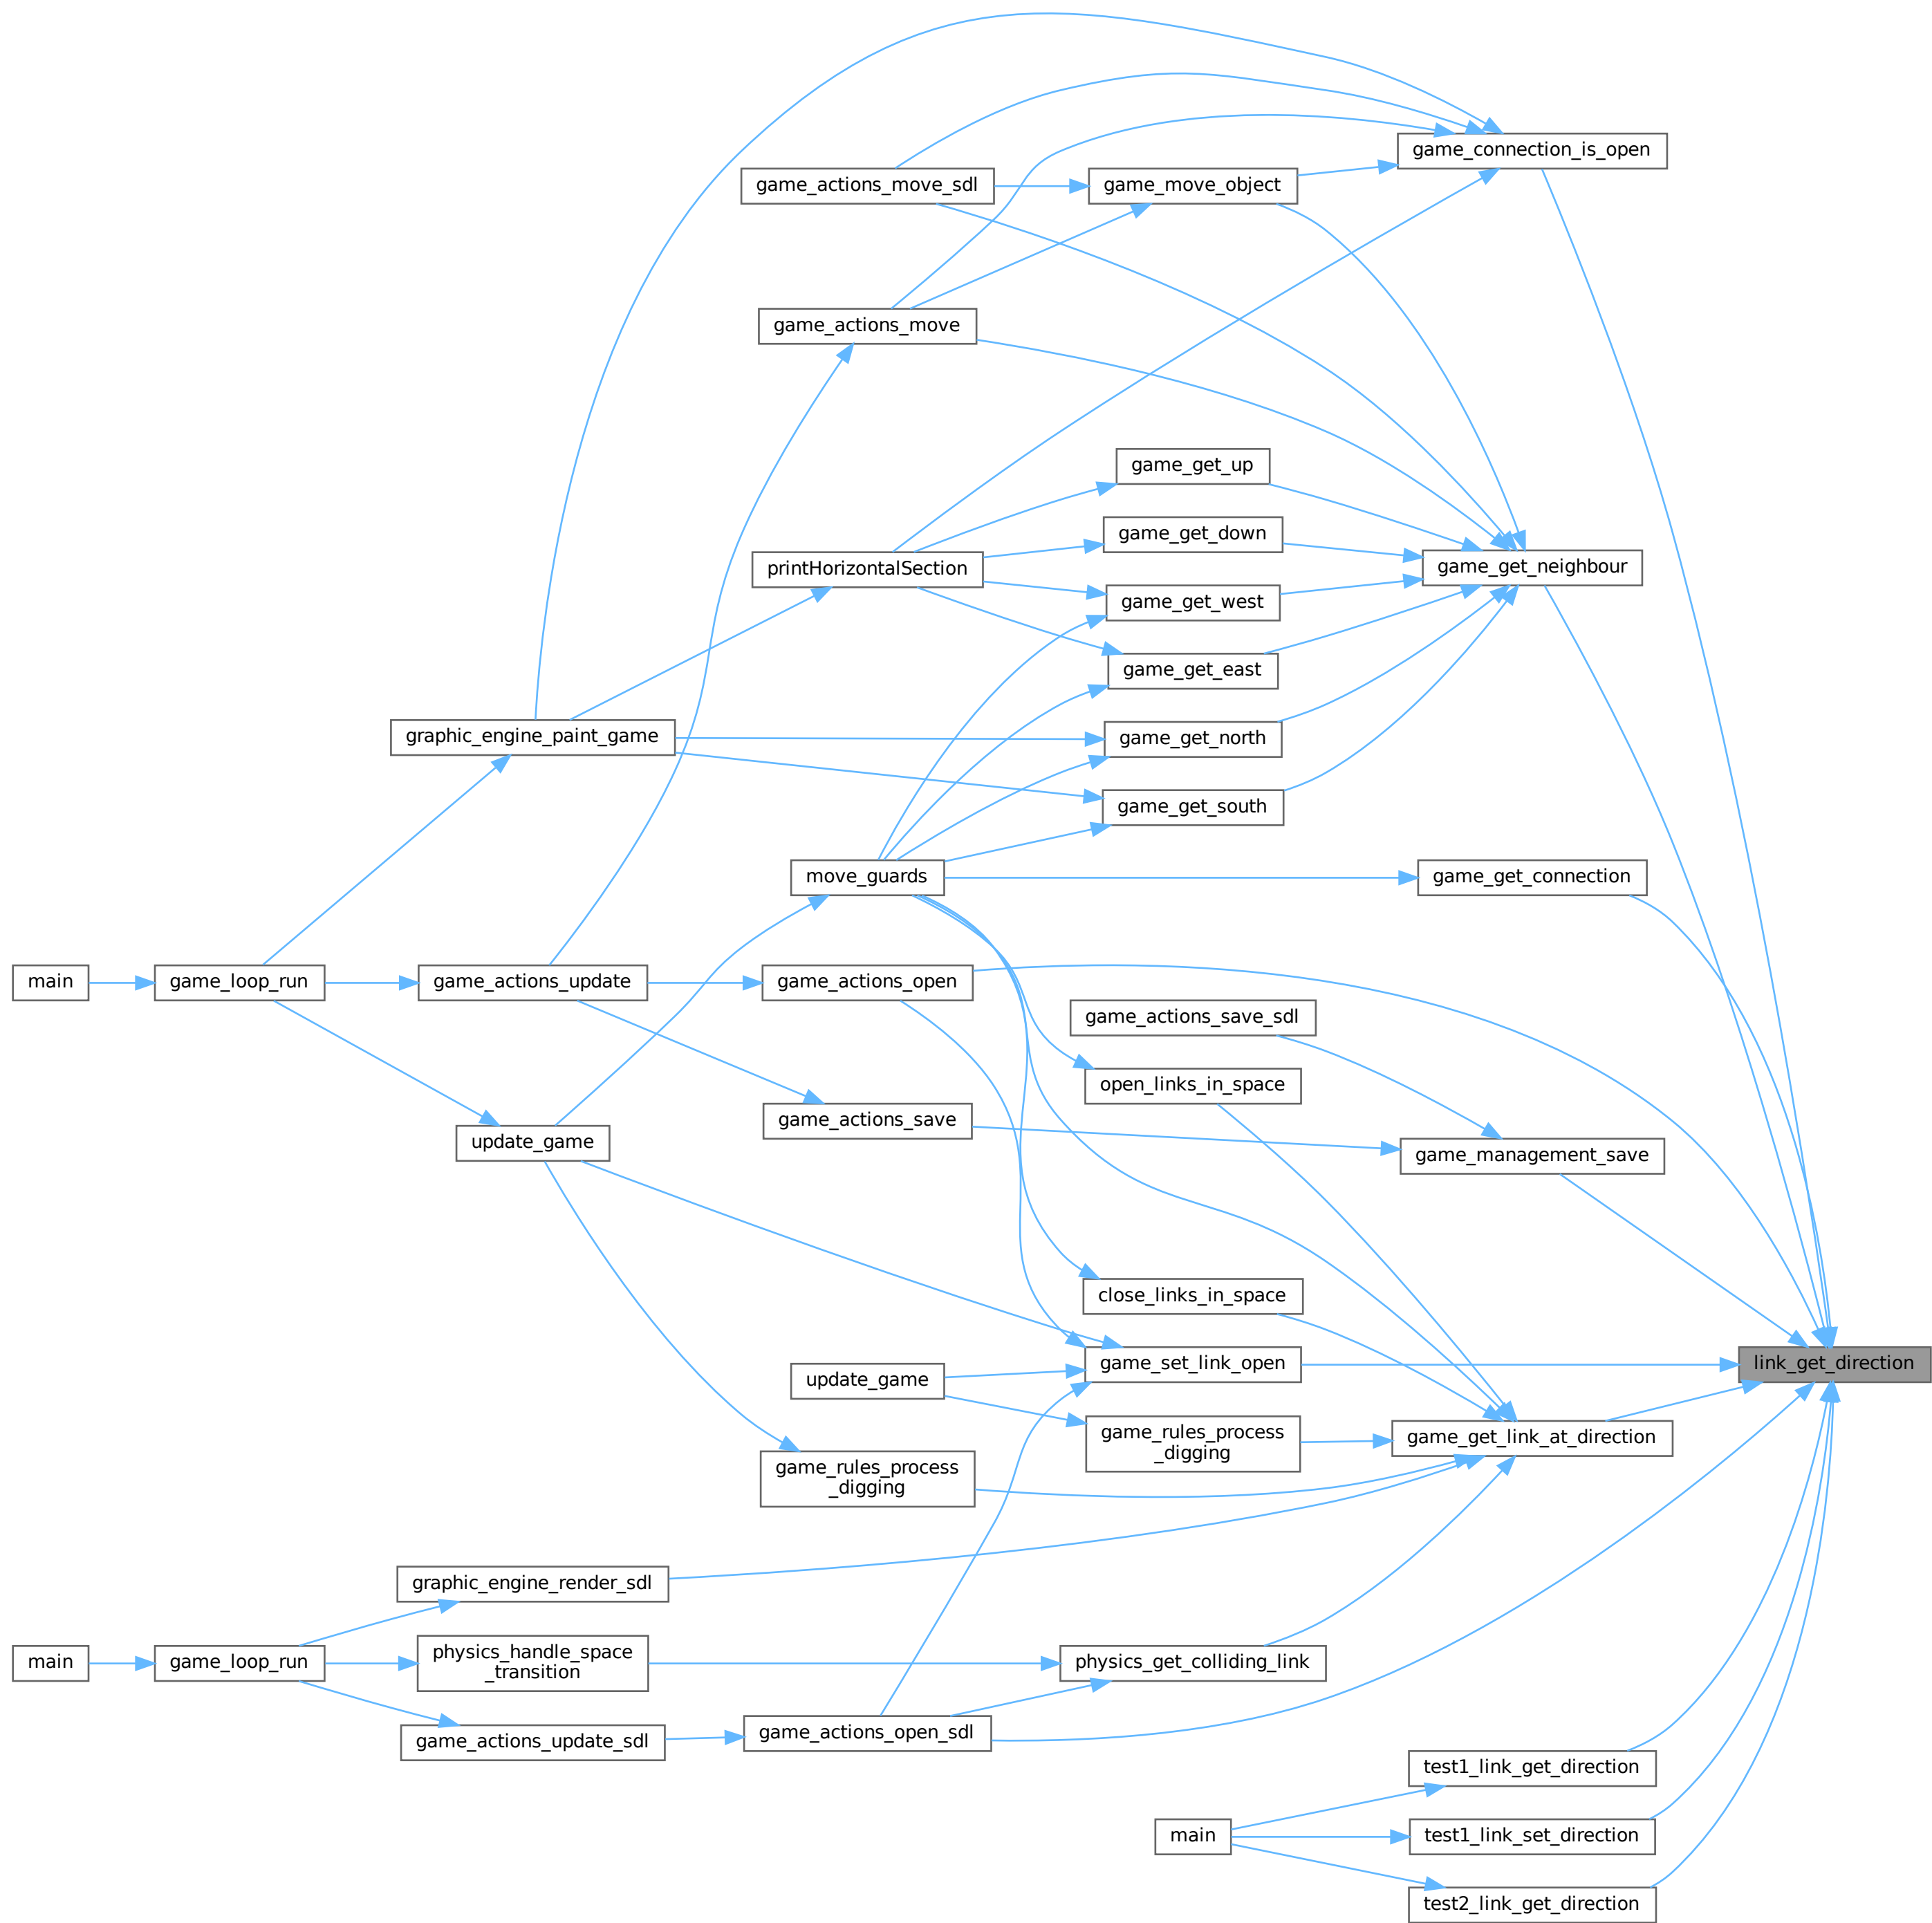 game_connection_is_open
game_actions_move_sdl
game_move_object
game_actions_move
game_get_up
game_get_down
printHorizontalSection
game_get_neighbour
game_get_west
game_get_east
graphic_engine_paint_game
game_get_north
game_get_south
move_guards
game_get_connection
main
game_loop_run
game_actions_update
game_actions_open
game_actions_save_sdl
open_links_in_space
game_actions_save
update_game
game_management_save
close_links_in_space
game_set_link_open
link_get_direction
update_game
game_rules_process
_digging
game_get_link_at_direction
game_rules_process
_digging
graphic_engine_render_sdl
main
game_loop_run
physics_handle_space
_transition
physics_get_colliding_link
game_actions_update_sdl
game_actions_open_sdl
test1_link_get_direction
main
test1_link_set_direction
test2_link_get_direction